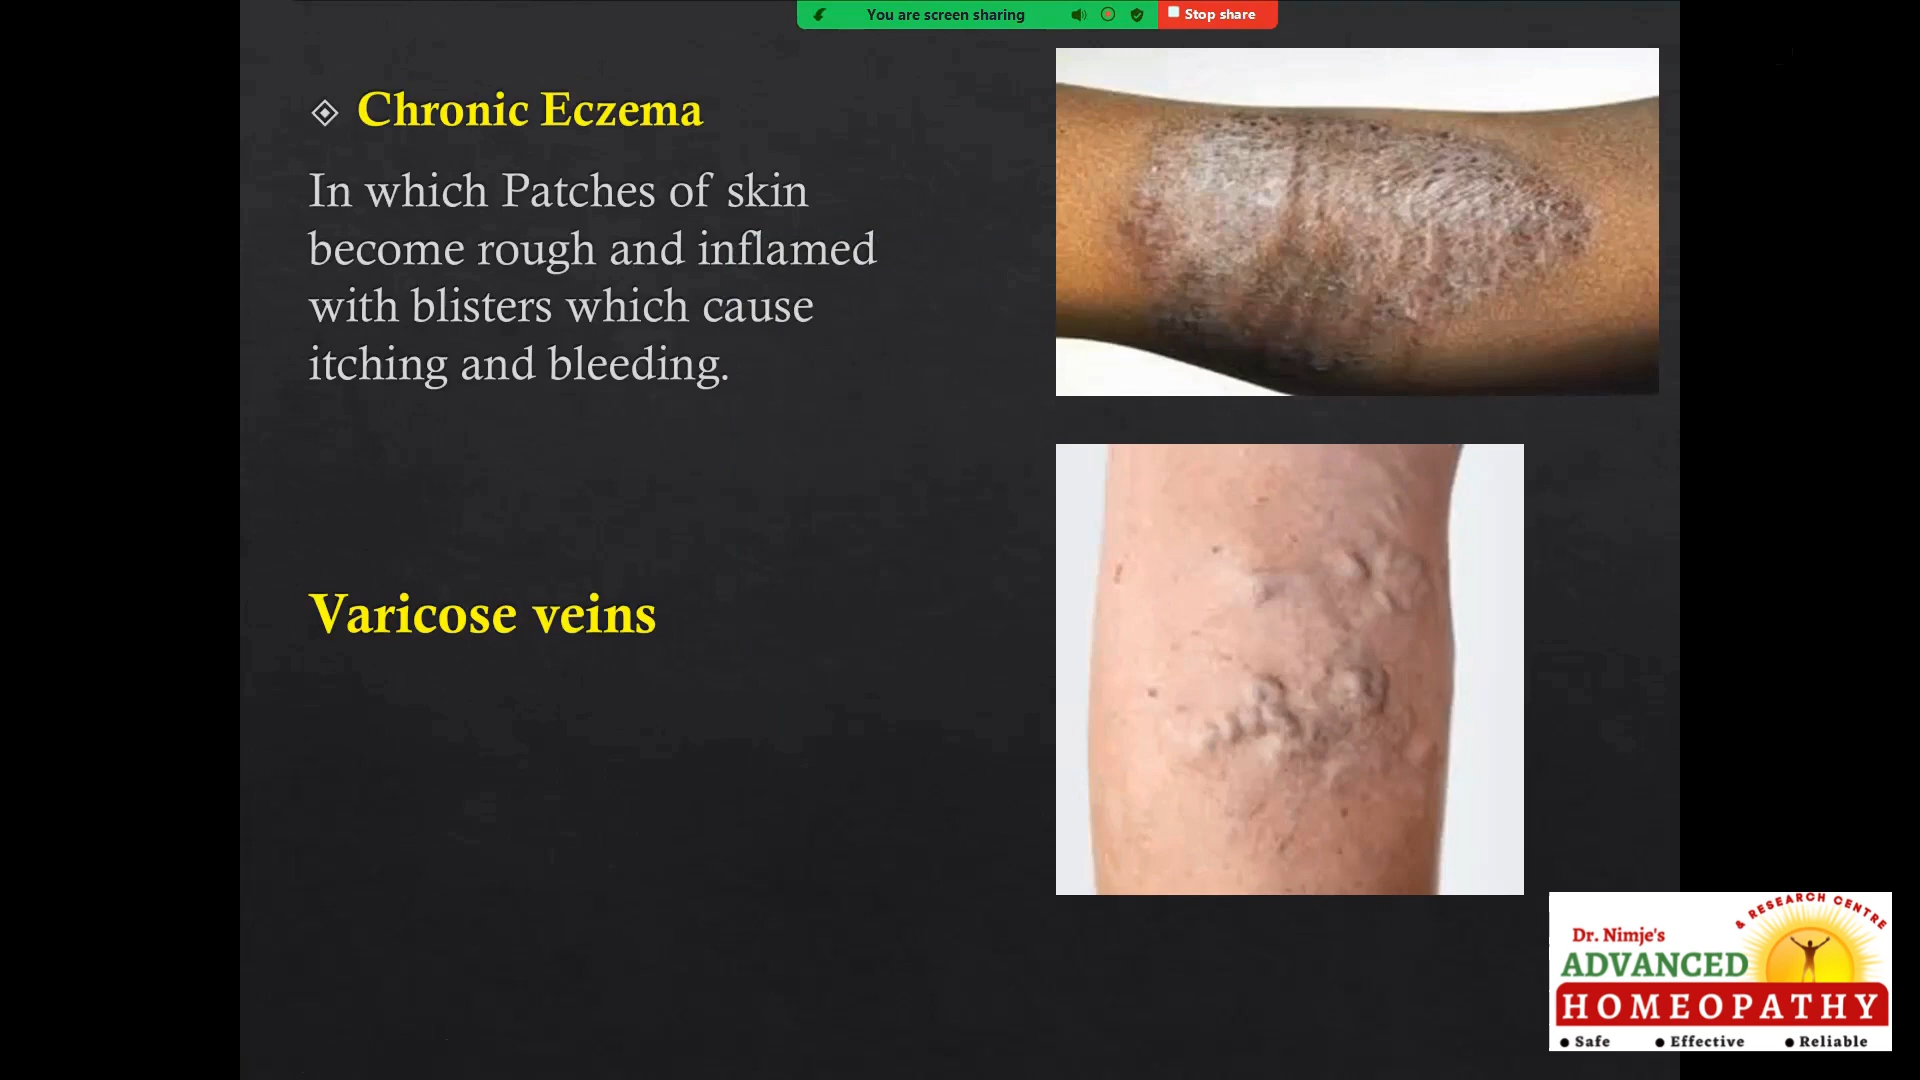 You are screen sharing
Stop share
Chronic Eczema
In which Patches of skin
become rough and inflamed
with blisters which cause
itching and bleeding.
Varicose veins
& RESEARCH CENTRE
Dr. Nimje's
ADVANCED
HOMEOPATHY
● Safe ● Effective ● Reliable